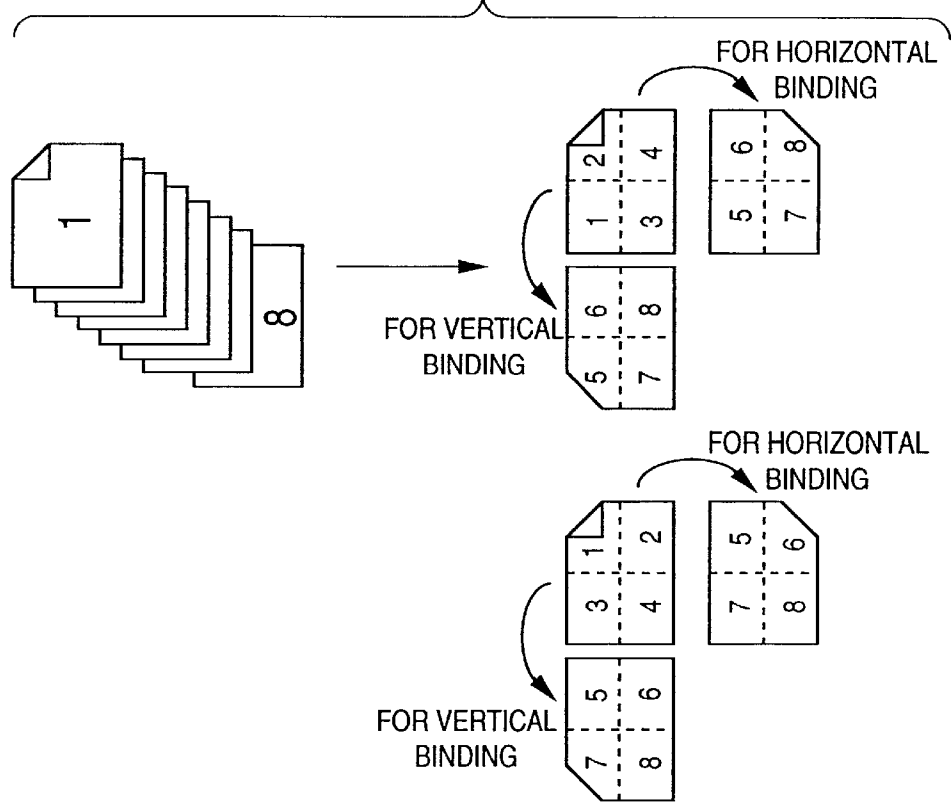 FOR HORIZONTAL
BINDING
1
8
2 4
1 3
6 8
5 7
FOR VERTICAL
BINDING
6 8
5 7
FOR HORIZONTAL
BINDING
1 2
3 4
5 6
7 8
FOR VERTICAL
BINDING
5 6
7 8